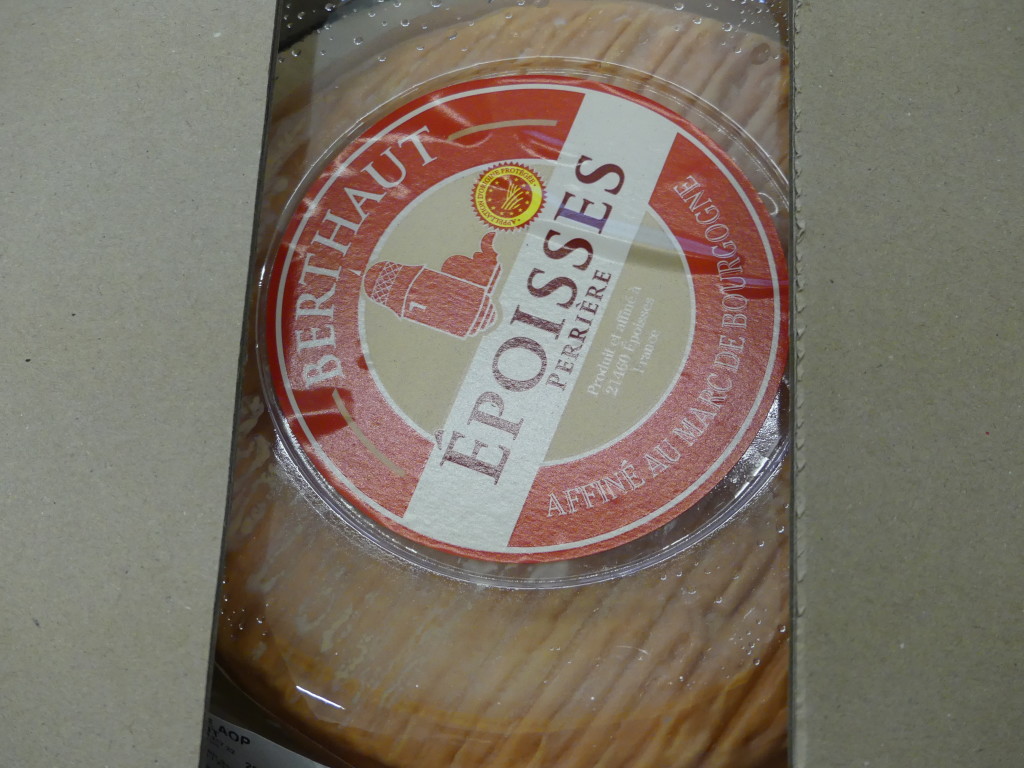 BERTHAUT
APPELLATION D'ORIGINE PROTÉGÉE
ÉPOISSES
PERRIÈRE
Produit et affiné à
21460 Époisses
France
AFFINÉ AU MARC DE BOURGOGNE
AOP